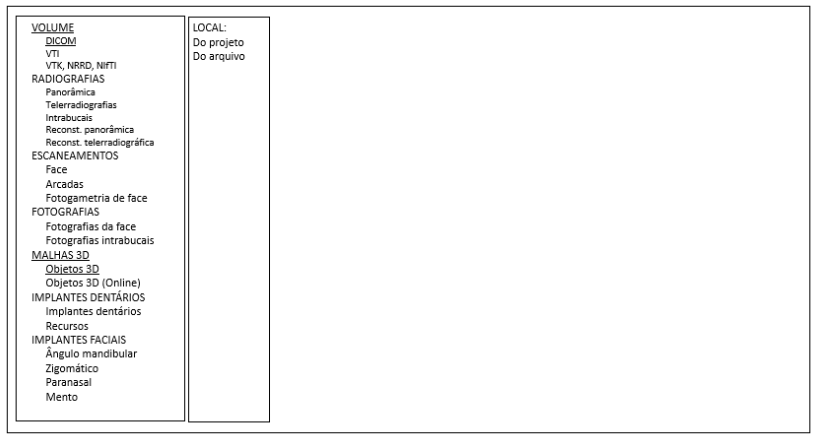 VOLUME
DICOM
VTI
VTK, NRRD, NIfTI
RADIOGRAFIAS
Panorâmica
Telerradiografias
Intrabucais
Reconst. panorâmica
Reconst. telerradiográfica
ESCANEAMENTOS
Face
Arcadas
Fotogametria de face
FOTOGRAFIAS
Fotografias da face
Fotografias intrabucais
MALHAS 3D
Objetos 3D
Objetos 3D (Online)
IMPLANTES DENTÁRIOS
Implantes dentários
Recursos
IMPLANTES FACIAIS
Ângulo mandibular
Zigomático
Paranasal
Mento
LOCAL:
Do projeto
Do arquivo